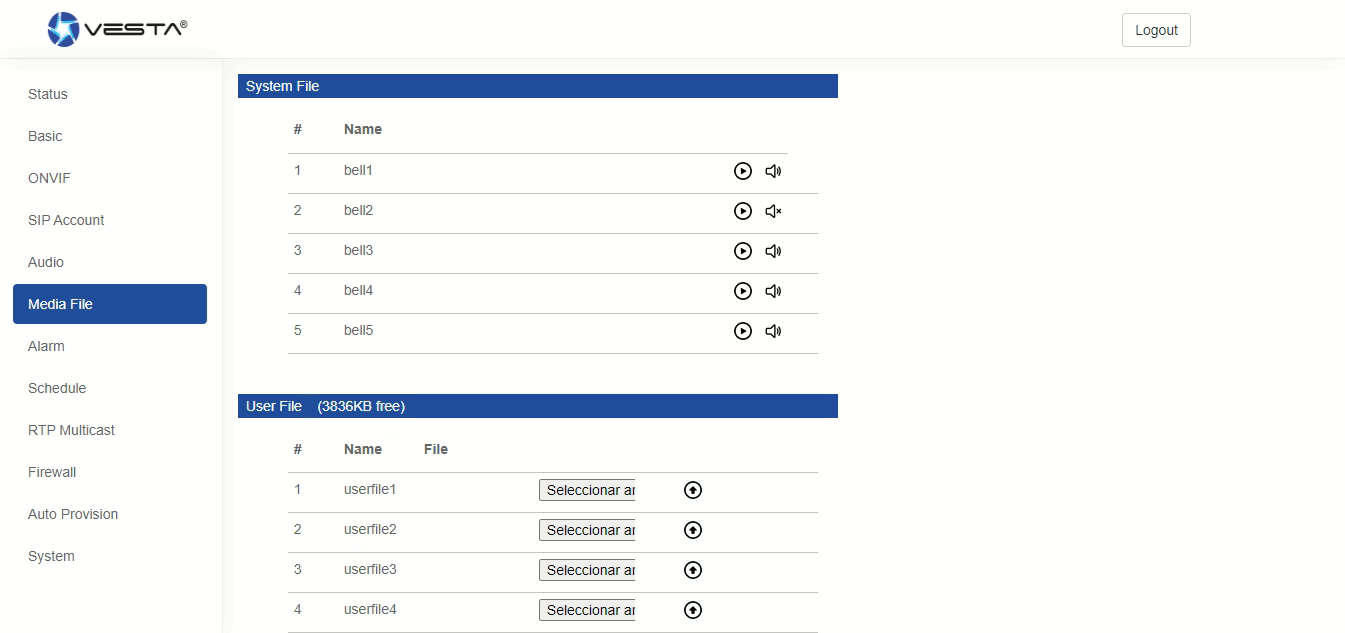 VESTA®
Logout
Status
Basic
ONVIF
SIP Account
Audio
Media File
Alarm
Schedule
RTP Multicast
Firewall
Auto Provision
System
System File
# Name
1 bell1
2 bell2
3 bell3
4 bell4
5 bell5
User File (3836KB free)
# Name File
1 userfile1 Seleccionar ar
2 userfile2 Seleccionar ar
3 userfile3 Seleccionar ar
4 userfile4 Seleccionar ar